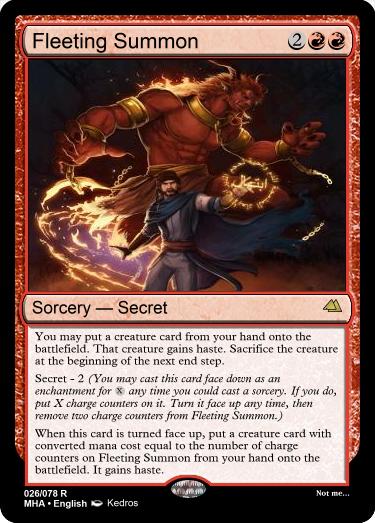 Fleeting Summon
2
Sorcery — Secret
You may put a creature card from your hand onto the
battlefield. That creature gains haste. Sacrifice the creature
at the beginning of the next end step.
Secret - 2 (You may cast this card face down as an
enchantment for X any time you could cast a sorcery. If you do,
put X charge counters on it. Turn it face up any time, then
remove two charge counters from Fleeting Summon.)
When this card is turned face up, put a creature card with
converted mana cost equal to the number of charge
counters on Fleeting Summon from your hand onto the
battlefield. It gains haste.
026/078 R
MHA • English Kedros
Not me...